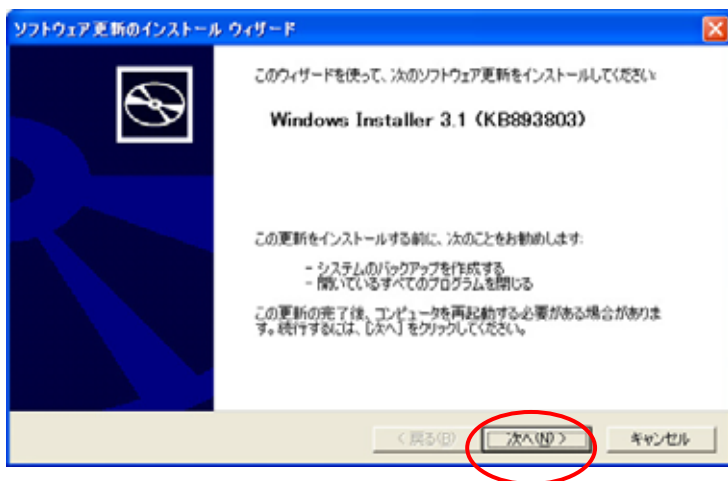 ソフトウェア更新のインストール ウィザード
このウィザードを使って、次のソフトウェア更新をインストールしてください:
Windows Installer 3.1 (KB893803)
この更新をインストールする前に、次のことをお勧めします:
- システムのバックアップを作成する
- 開いているすべてのプログラムを閉じる
この更新の完了後、コンピュータを再起動する必要がある場合がありま
す。続行するには、[次へ] をクリックしてください。
< 戻る(B) 次へ(N) > キャンセル